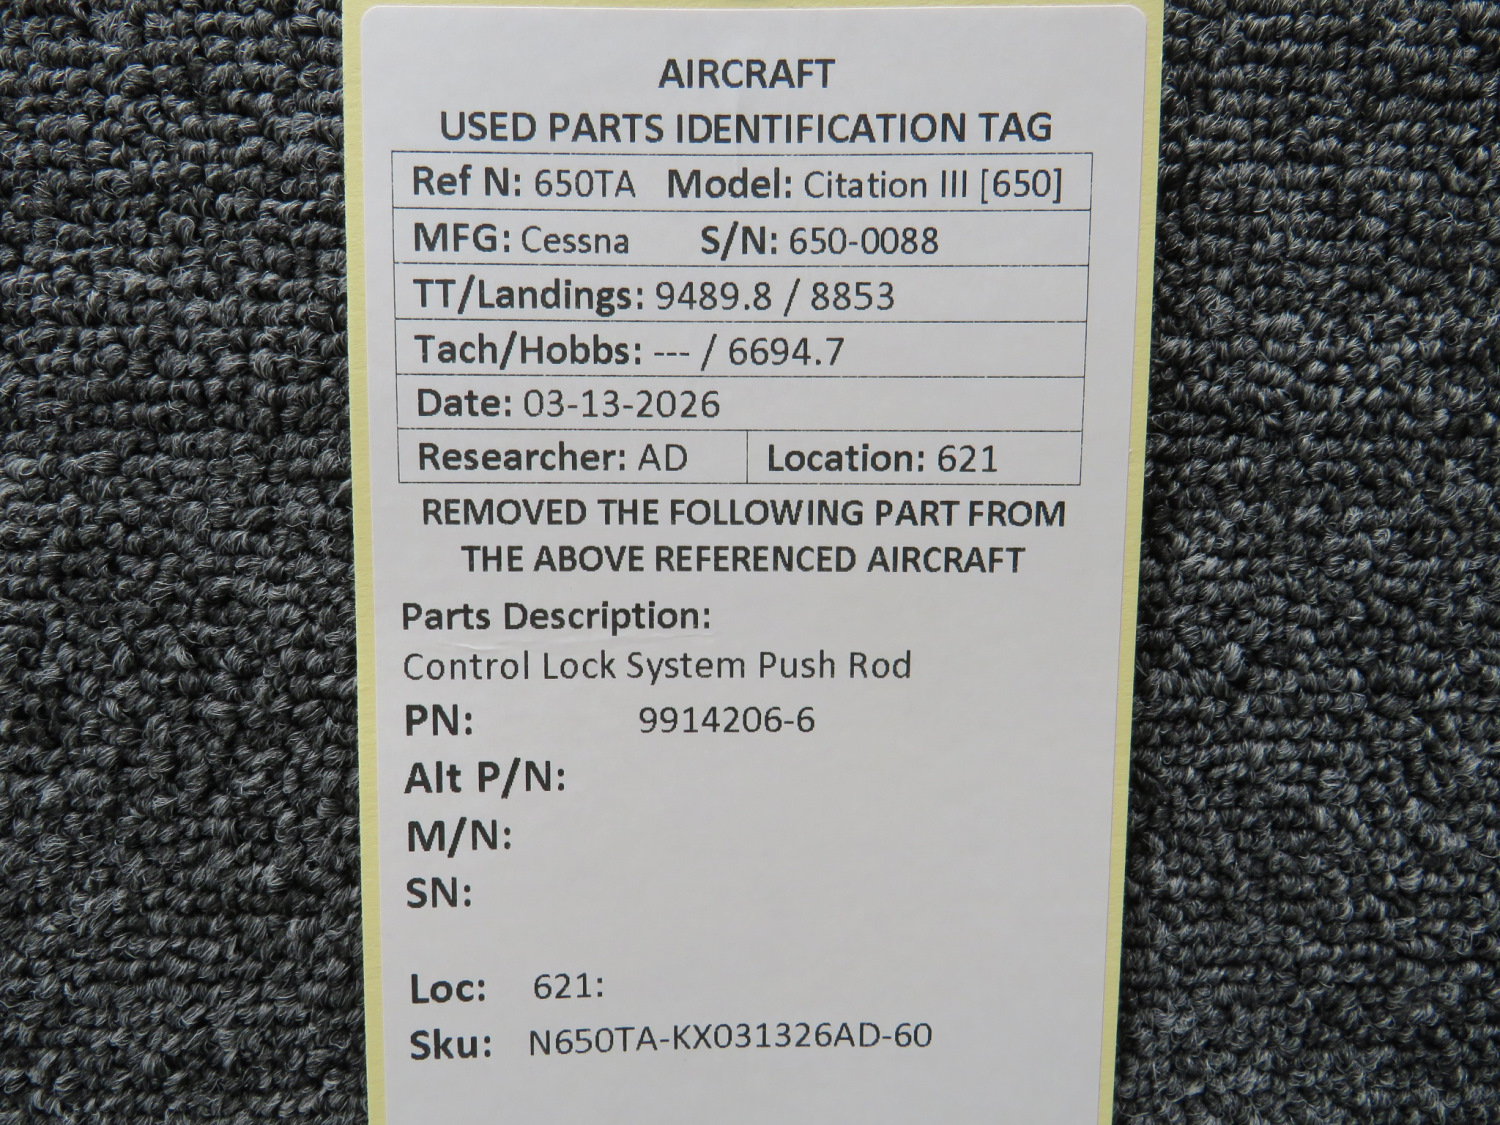 AIRCRAFT
USED PARTS IDENTIFICATION TAG
Ref N: 650TA Model: Citation III [650]
MFG: Cessna S/N: 650-0088
TT/Landings: 9489.8 / 8853
Tach/Hobbs: --- / 6694.7
Date: 03-13-2026
Researcher: AD Location: 621
REMOVED THE FOLLOWING PART FROM
THE ABOVE REFERENCED AIRCRAFT
Parts Description:
Control Lock System Push Rod
PN: 9914206-6
Alt P/N:
M/N:
SN:
Loc: 621:
Sku: N650TA-KX031326AD-60